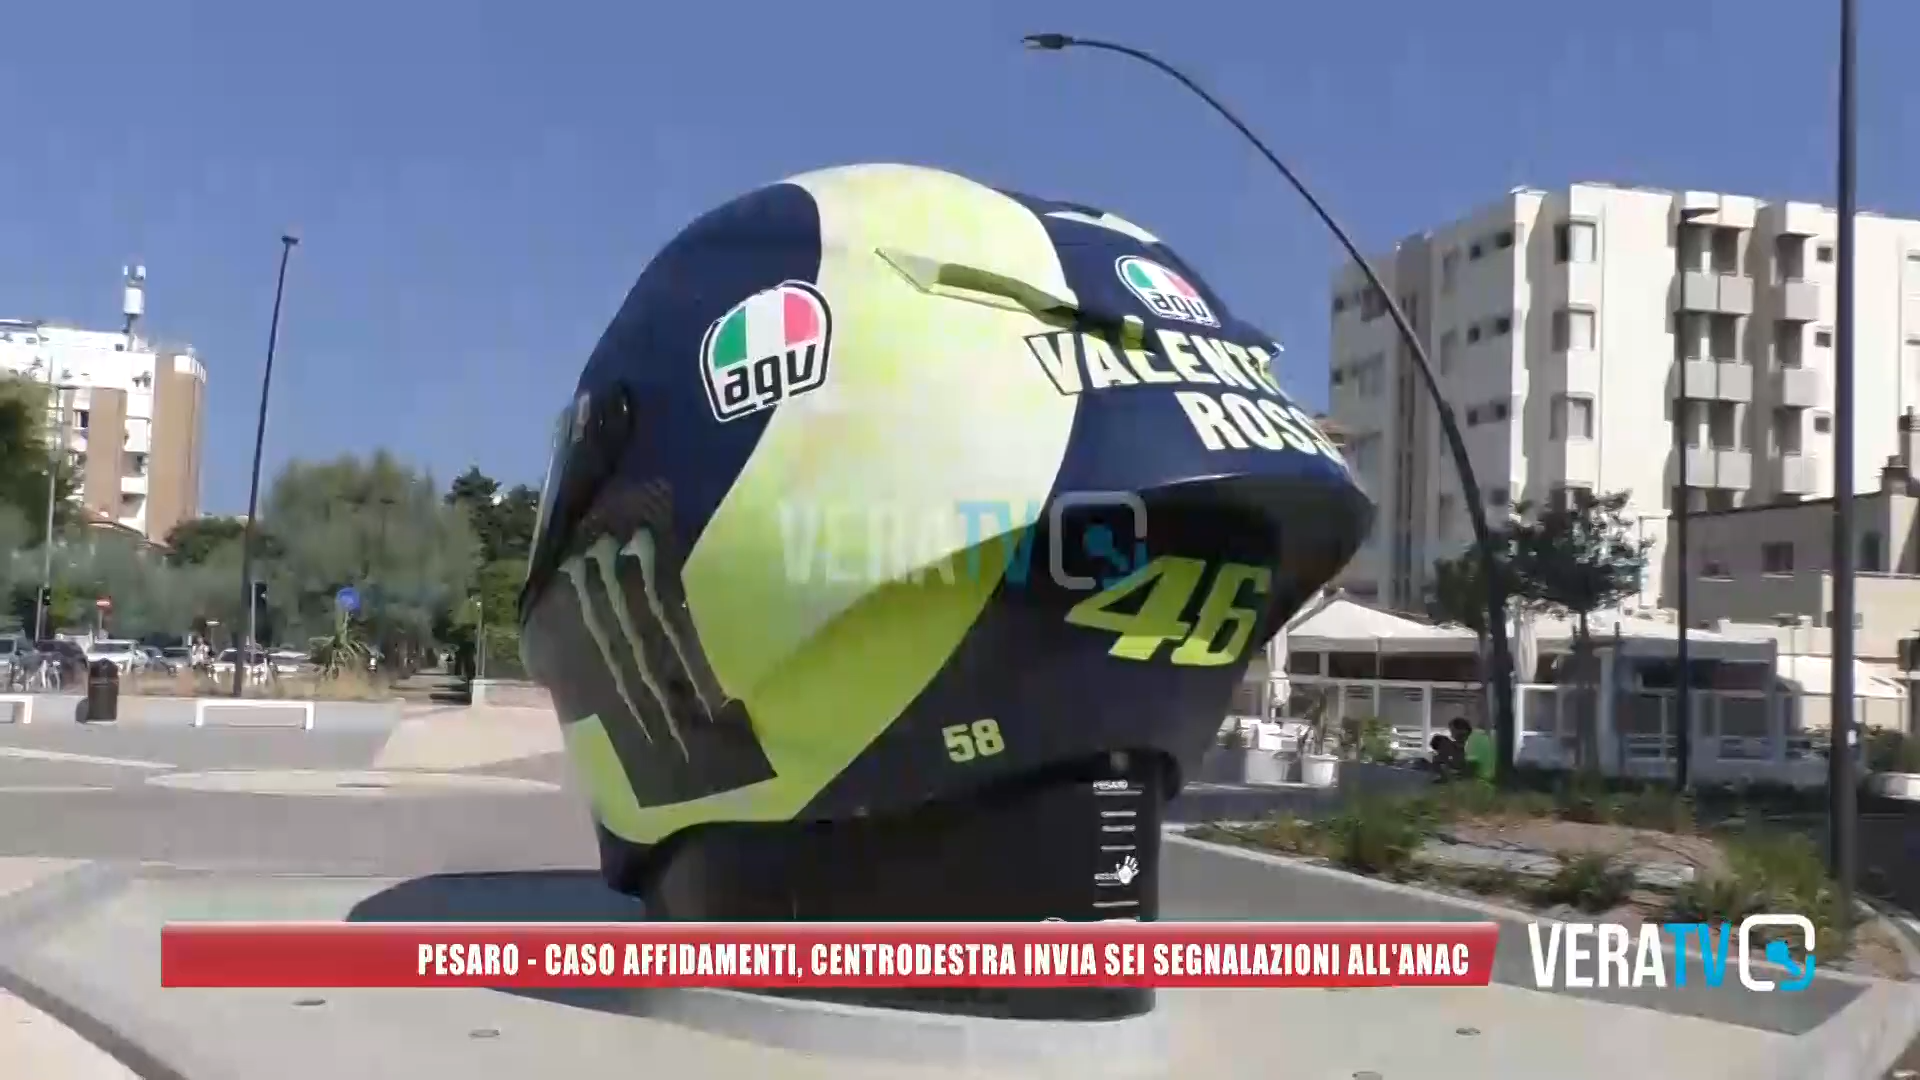 agv
agv
VALENT
ROSS
VERATV
46
58
PESARO
PESARO - CASO AFFIDAMENTI, CENTRODESTRA INVIA SEI SEGNALAZIONI ALL'ANAC
VERATV